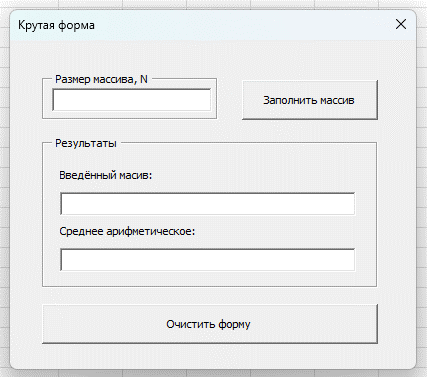 Крутая форма
Размер массива, N
Заполнить массив
Результаты
Введённый масив:
Среднее арифметическое:
Очистить форму